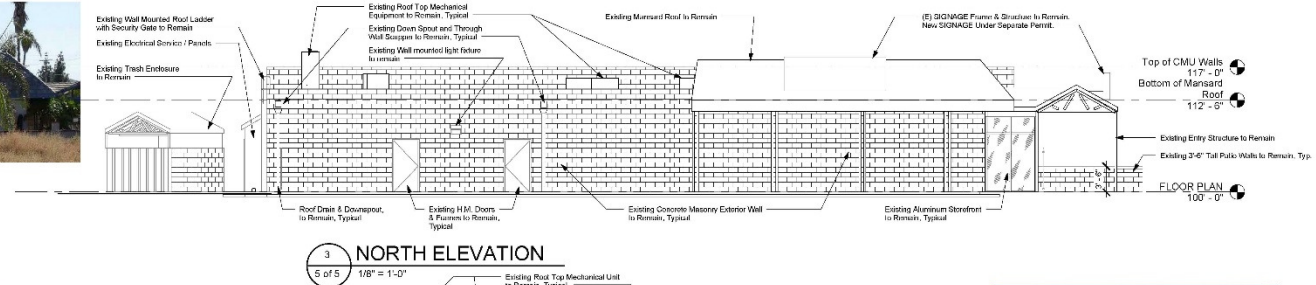 Existing Wall Mounted Roof Ladder
with Security Gate to Remain
Existing Electrical Service / Panels
Existing Trash Enclosure
to Remain
Existing Roof Top Mechanical
Equipment to Remain, Typical
Existing Down Spout and Through
Wall Scupper to Remain, Typical
Existing Wall mounted light fixture
to remain
Existing Mansard Roof to Remain
(E) SIGNAGE Frame & Structure to Remain.
New SIGNAGE Under Separate Permit.
Top of CMU Walls
117' - 0"
Bottom of Mansard
Roof
112' - 6"
Existing Entry Structure to Remain
Existing 3'-6" Tall Patio Walls to Remain, Typ.
3' - 6"
FLOOR PLAN
100' - 0"
Roof Drain & Downspout,
to Remain, Typical
Existing H.M. Doors
& Frames to Remain,
Typical
Existing Concrete Masonry Exterior Wall
to Remain, Typical
Existing Aluminum Storefront
to Remain, Typical
3
5 of 5
NORTH ELEVATION
1/8" = 1'-0"
Existing Roof Top Mechanical Unit
to Remain, Typical